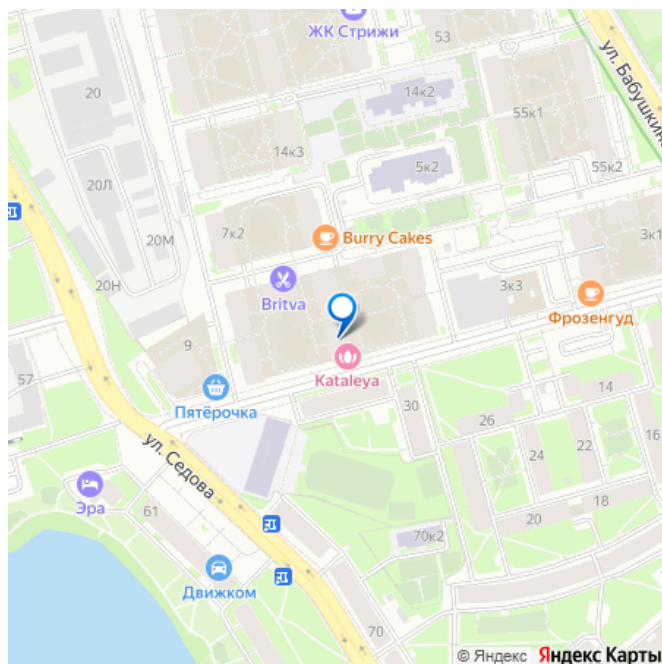 ЖК Стрижи
53
ул. Бабушкина
20
14к2
55к1
14к3
20Л
5к2
55к2
7к2
20М
Burry Cakes
3к1
20Н
Britva
3к3
Фрозенгуд
9
57
Kataleya
Пятёрочка
14
30
26
ул. Седова
24
22
16
Эра
61
18
20
70к2
Движком
70
© Яндекс Яндекс Карты